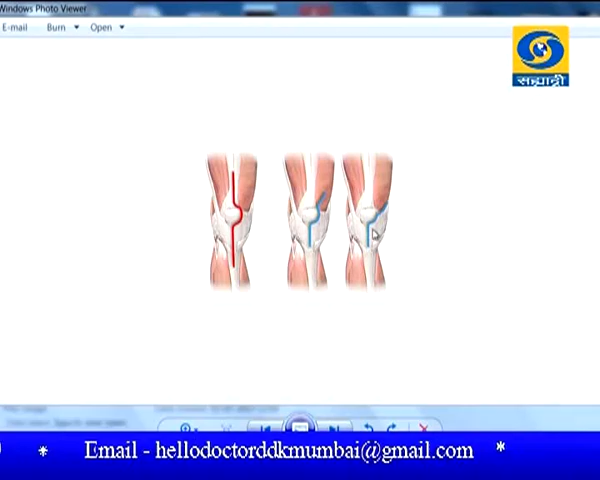 Windows Photo Viewer
E-mail Burn Open
सह्याद्री
* Email - hellodoctorddkmumbai@gmail.com *